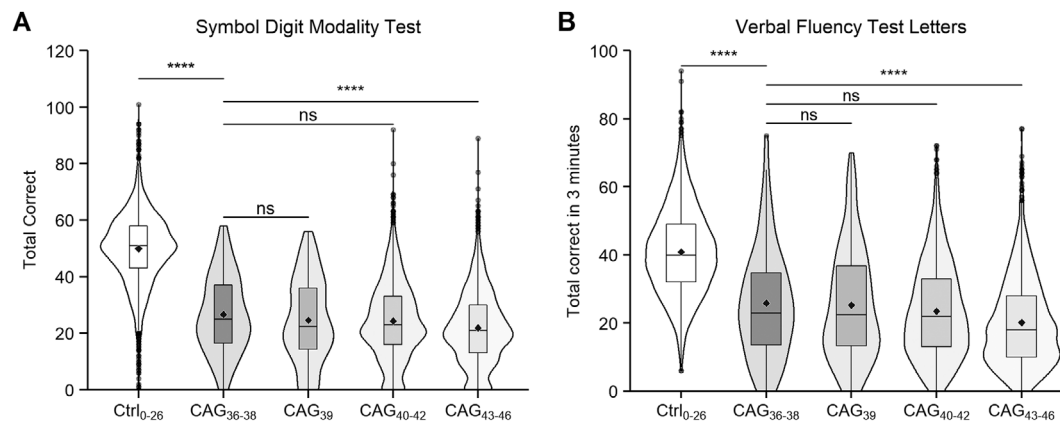 A
Symbol Digit Modality Test
Total Correct
120
100
80
60
40
20
0
****
****
ns
ns
Ctrl0-26
CAG36-38
CAG39
CAG40-42
CAG43-46
B
Verbal Fluency Test Letters
Total correct in 3 minutes
100
80
60
40
20
0
****
****
ns
ns
Ctrl0-26
CAG36-38
CAG39
CAG40-42
CAG43-46